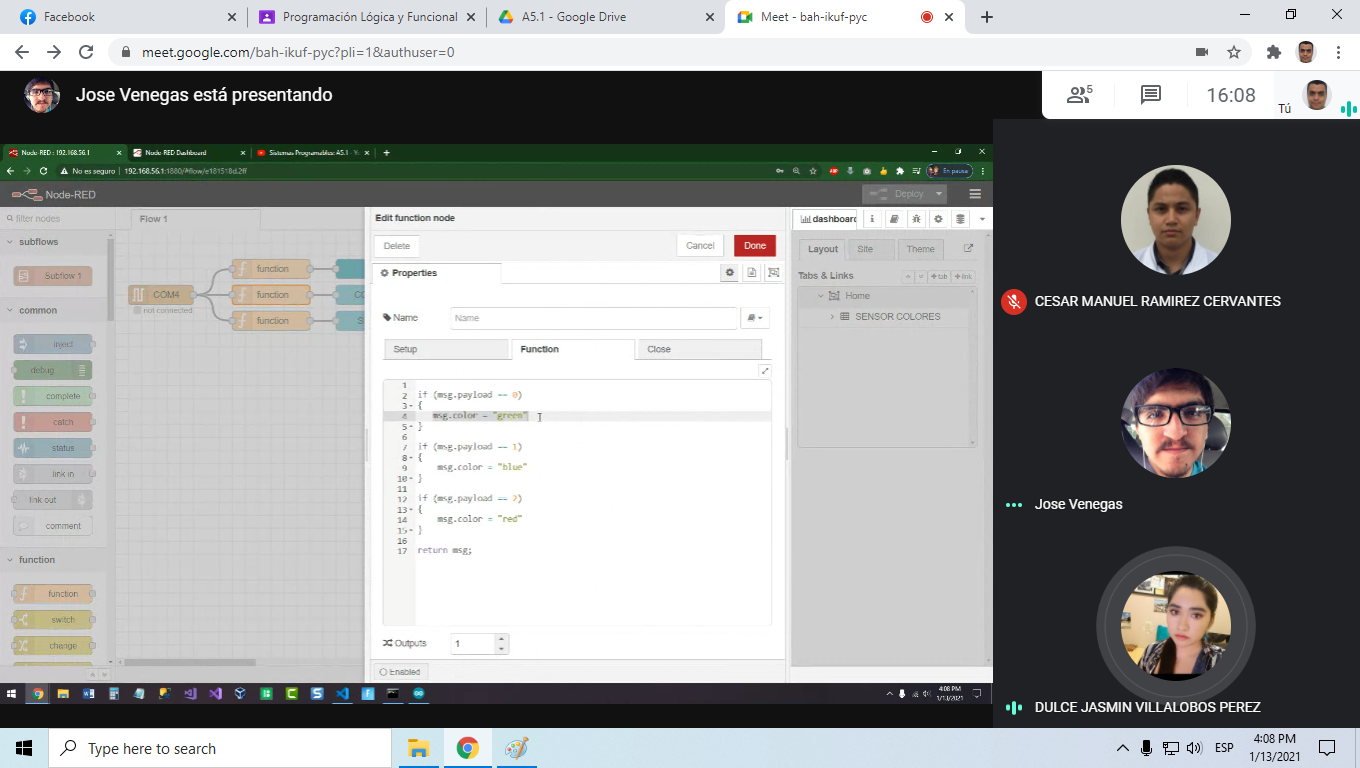 Facebook
Programación Lógica y Funcional
A5.1 - Google Drive
Meet - bah-ikuf-pyc
meet.google.com/bah-ikuf-pyc?pli=1&authuser=0
Jose Venegas está presentando
5
16:08
Tú
Node-RED : 192.168.56.1
Node-RED Dashboard
Sistemas Programables: A5.1 - Yo
No es seguro
192.168.56.1:1880/#flow/e181518d.2ff
En pausa
Node-RED
Deploy
filter nodes
Flow 1
Edit function node
dashboard
subflows
Delete
Cancel
Done
Layout
Site
Theme
Subflow 1
function
Properties
Tabs & Links
tab
link
COM4
function
Home
not connected
common
function
Name
Name
SENSOR COLORES
inject
Setup
Function
Close
debug
complete
catch
status
link in
link out
comment
function
function
switch
change
1
2 if (msg.payload == 0)
3 {
4 msg.color = "green"
5 }
6
7 if (msg.payload == 1)
8 {
9 msg.color = "blue"
10 }
11
12 if (msg.payload == 2)
13 {
14 msg.color = "red"
15 }
16
17 return msg;
Outputs
1
Enabled
4:08 PM
1/13/2021
CESAR MANUEL RAMIREZ CERVANTES
Jose Venegas
DULCE JASMIN VILLALOBOS PEREZ
Type here to search
ESP
4:08 PM
1/13/2021